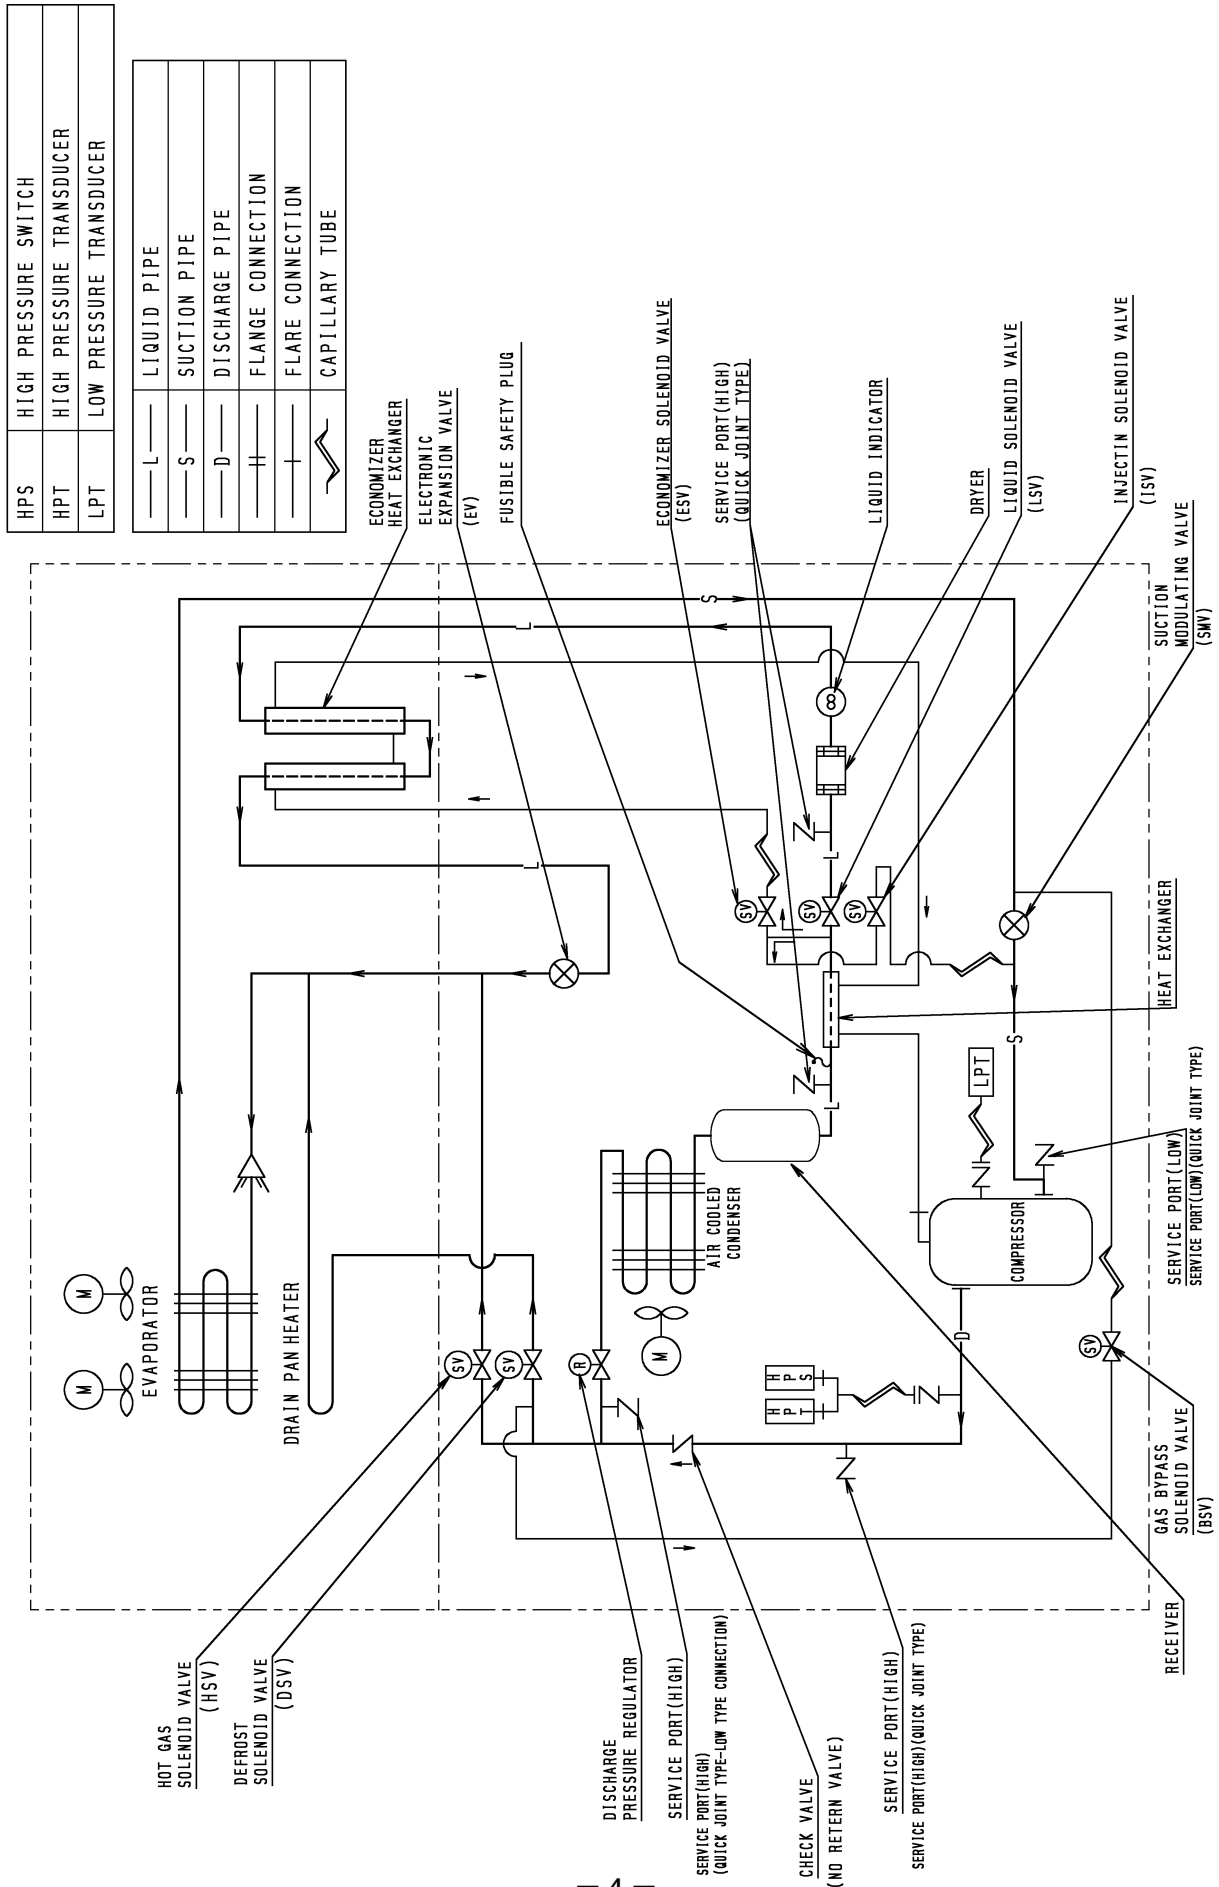 HPS HIGH PRESSURE SWITCH
HPT HIGH PRESSURE TRANSDUCER
LPT LOW PRESSURE TRANSDUCER
L LIQUID PIPE
S SUCTION PIPE
D DISCHARGE PIPE
FLANGE CONNECTION
FLARE CONNECTION
CAPILLARY TUBE
ECONOMIZER
HEAT EXCHANGER
ELECTRONIC
EXPANSION VALVE
(EV)
FUSIBLE SAFETY PLUG
ECONOMIZER SOLENOID VALVE
(ESV)
SERVICE PORT(HIGH)
(QUICK JOINT TYPE)
LIQUID INDICATOR
DRYER
LIQUID SOLENOID VALVE
(LSV)
INJECTIN SOLENOID VALVE
(ISV)
SUCTION
MODULATING VALVE
(SMV)
S
L
L
8
L
SV
SV
SV
HEAT EXCHANGER
S
LPT
L
M
M
EVAPORATOR
DRAIN PAN HEATER
AIR COOLED
CONDENSER
M
COMPRESSOR
SERVICE PORT(LOW)
SERVICE PORT(LOW)(QUICK JOINT TYPE)
SV
SV
R
HPS
HPT
D
SV
GAS BYPASS
SOLENOID VALVE
(BSV)
RECEIVER
HOT GAS
SOLENOID VALVE
(HSV)
DEFROST
SOLENOID VALVE
(DSV)
DISCHARGE
PRESSURE REGULATOR
SERVICE PORT(HIGH)
SERVICE PORT(HIGH)
(QUICK JOINT TYPE-LOW TYPE CONNECTION)
CHECK VALVE
(NO RETERN VALVE)
SERVICE PORT(HIGH)
SERVICE PORT(HIGH)(QUICK JOINT TYPE)
— 4 —